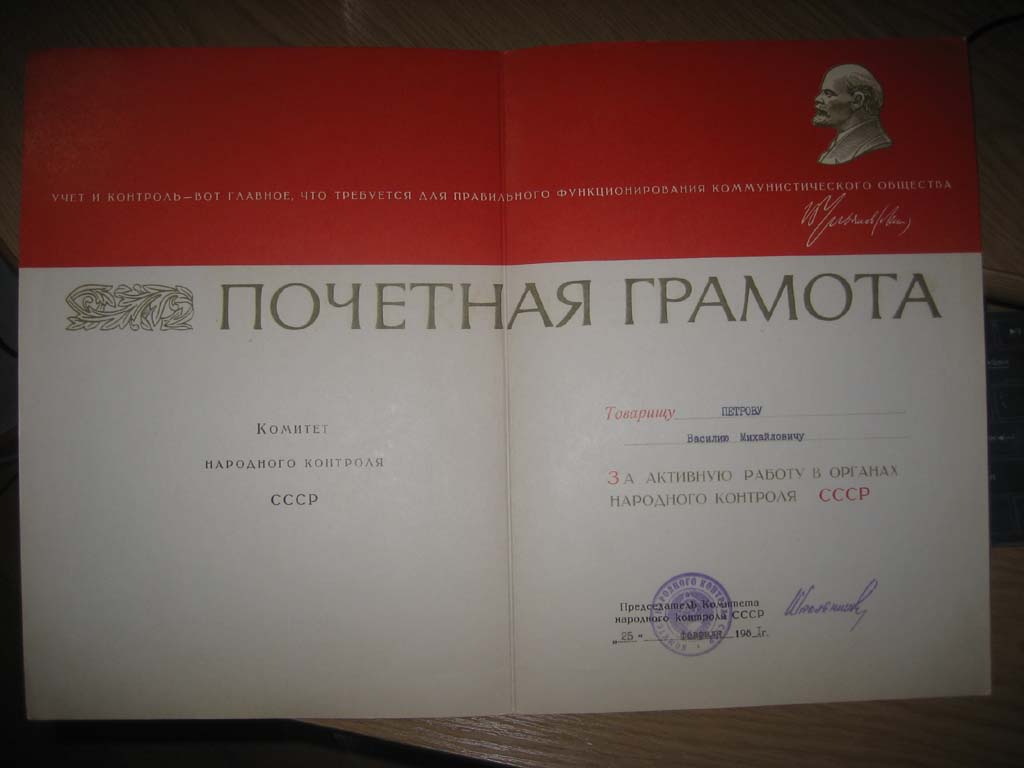 УЧЕТ И КОНТРОЛЬ — ВОТ ГЛАВНОЕ, ЧТО ТРЕБУЕТСЯ ДЛЯ ПРАВИЛЬНОГО ФУНКЦИОНИРОВАНИЯ КОММУНИСТИЧЕСКОГО ОБЩЕСТВА
ПОЧЕТНАЯ ГРАМОТА
КОМИТЕТ
НАРОДНОГО КОНТРОЛЯ
СССР
Товарищу ПЕТРОВУ
Василию Михайловичу
ЗА АКТИВНУЮ РАБОТУ В ОРГАНАХ
НАРОДНОГО КОНТРОЛЯ СССР
Председатель Комитета
народного контроля СССР
„25“ февраля 1981г.